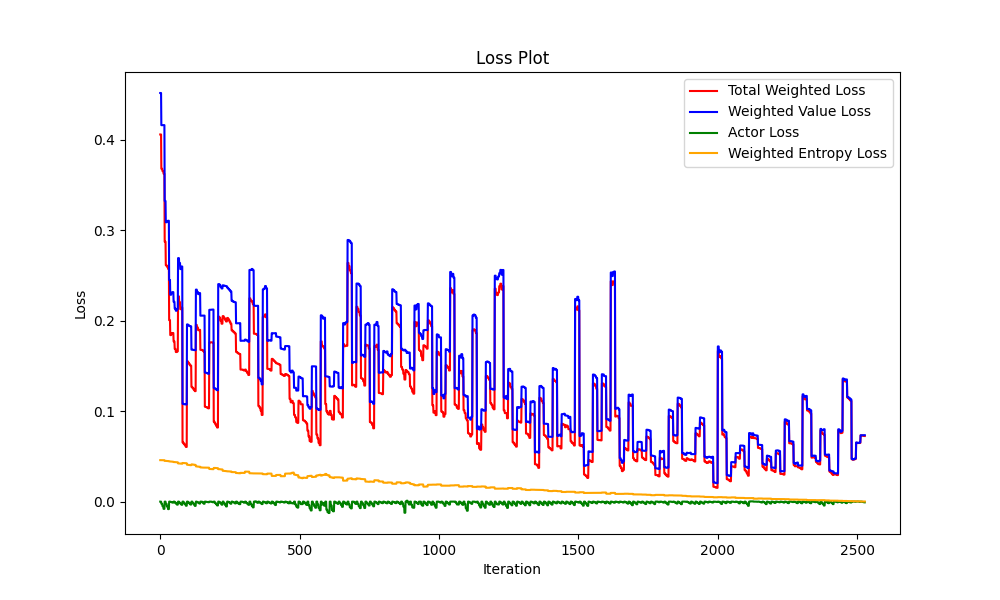 Loss Plot
Total Weighted Loss
Weighted Value Loss
Actor Loss
Weighted Entropy Loss
0.4
0.3
0.2
0.1
0.0
Loss
0 500 1000 1500 2000 2500
Iteration